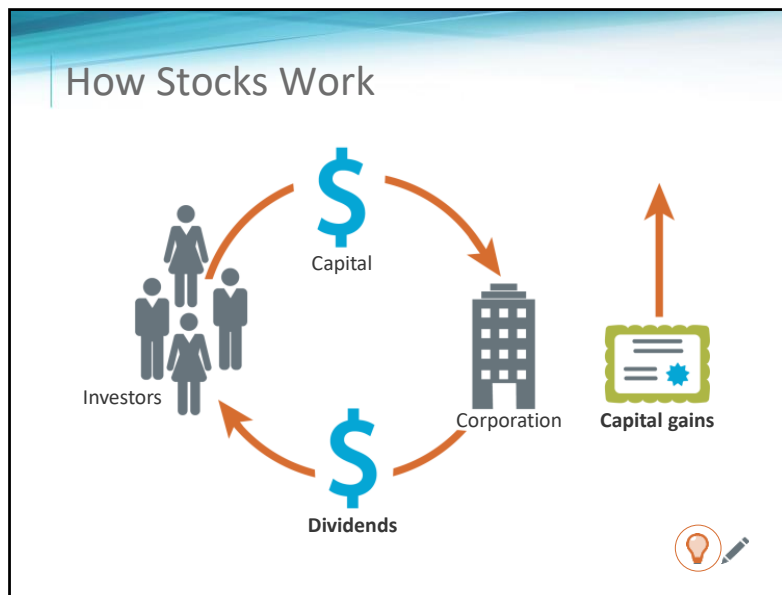 How Stocks Work
$
Capital
Investors
Corporation
Capital gains
$
Dividends